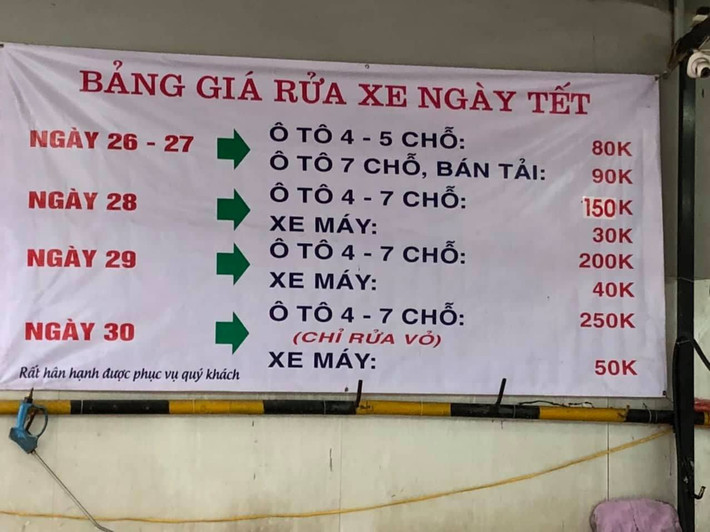 BẢNG GIÁ RỬA XE NGÀY TẾT
NGÀY 26 - 27 Ô TÔ 4 - 5 CHỖ: 80K
Ô TÔ 7 CHỖ, BÁN TẢI: 90K
NGÀY 28 Ô TÔ 4 - 7 CHỖ: 150K
XE MÁY: 30K
NGÀY 29 Ô TÔ 4 - 7 CHỖ: 200K
XE MÁY: 40K
NGÀY 30 Ô TÔ 4 - 7 CHỖ: 250K
(CHỈ RỬA VỎ)
XE MÁY: 50K
Rất hân hạnh được phục vụ quý khách